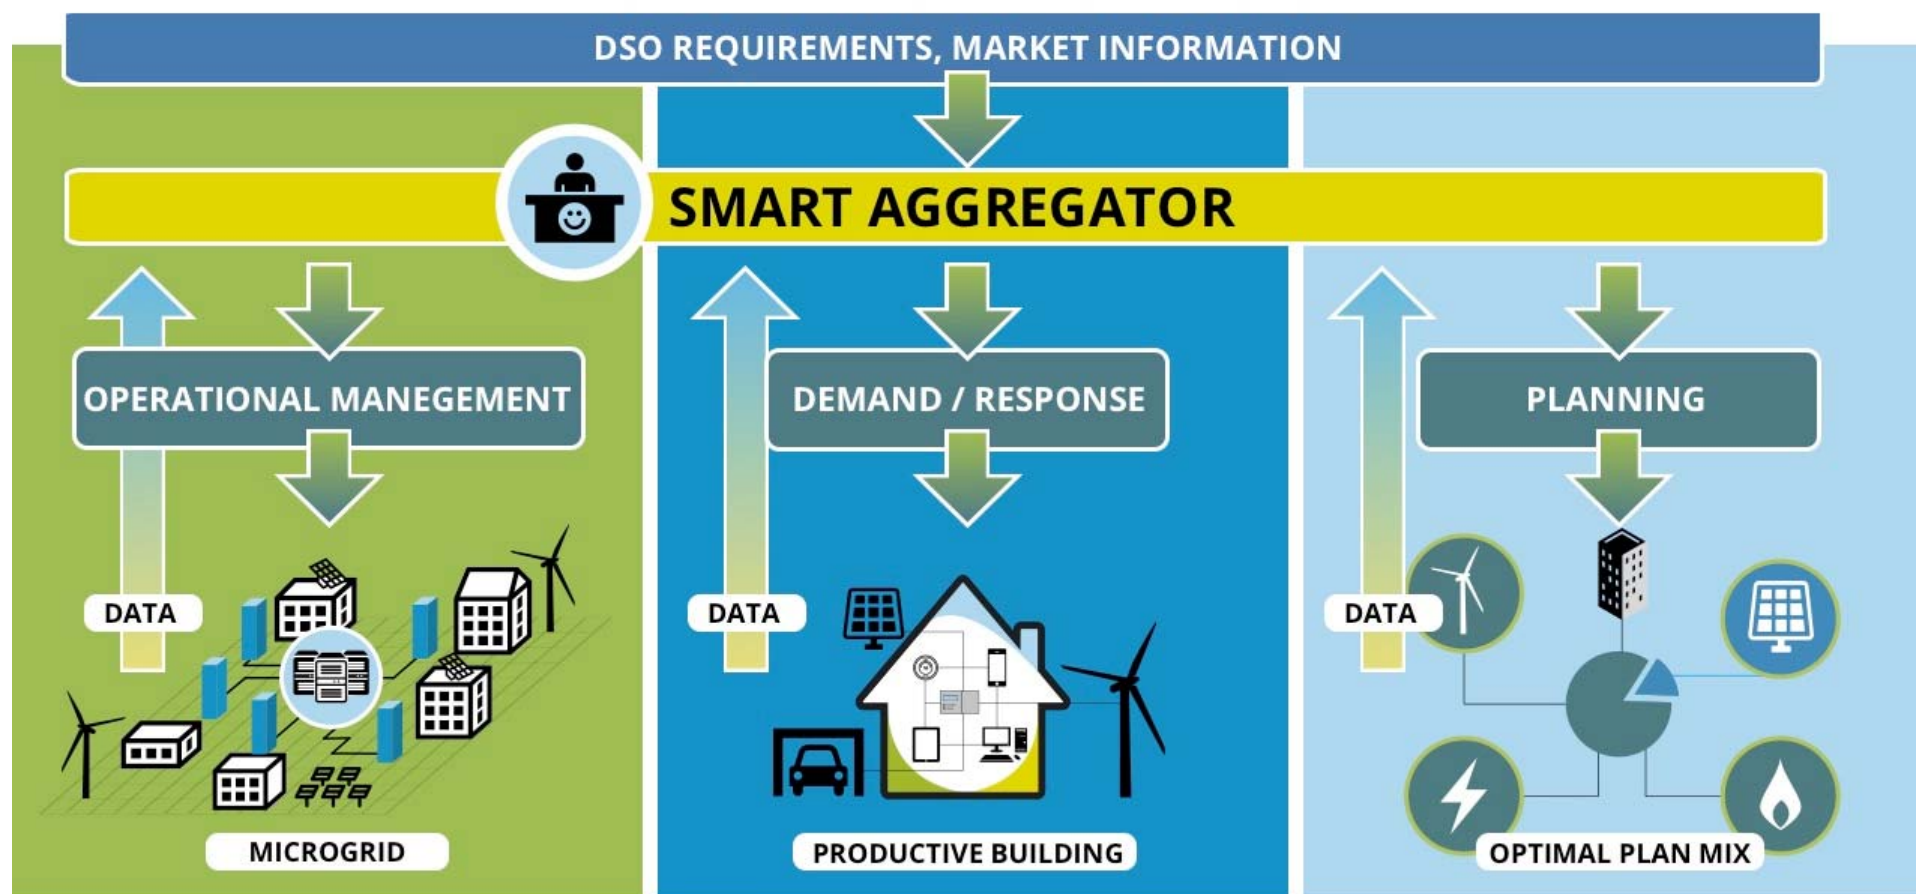 DSO REQUIREMENTS, MARKET INFORMATION
SMART AGGREGATOR
OPERATIONAL MANEGEMENT
DEMAND / RESPONSE
PLANNING
DATA
DATA
DATA
MICROGRID
PRODUCTIVE BUILDING
OPTIMAL PLAN MIX